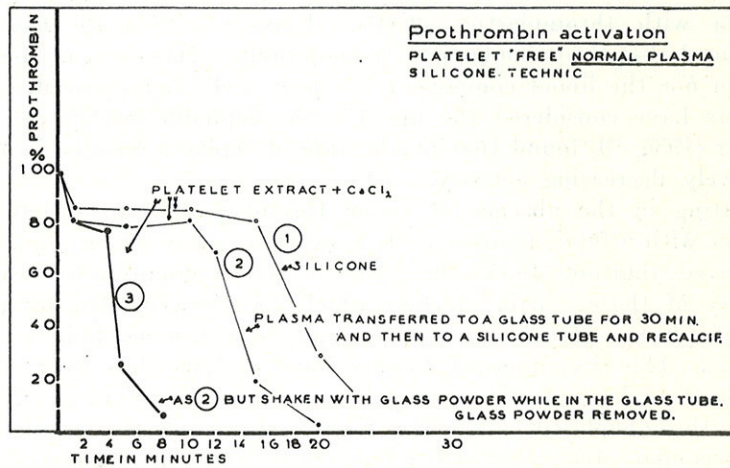 Prothrombin activation
PLATELET "FREE" NORMAL PLASMA
SILICONE TECHNIC
PROTHROMBIN
%
100
80
60
40
20
PLATELET EXTRACT + CaCl2
1
2
3
SILICONE
PLASMA TRANSFERRED TO A GLASS TUBE FOR 30 MIN.
AND THEN TO A SILICONE TUBE AND RECALCIF.
AS 2 BUT SHAKEN WITH GLASS POWDER WHILE IN THE GLASS TUBE.
GLASS POWDER REMOVED.
2 4 6 8 10 12 14 16 18 20 30
TIME IN MINUTES